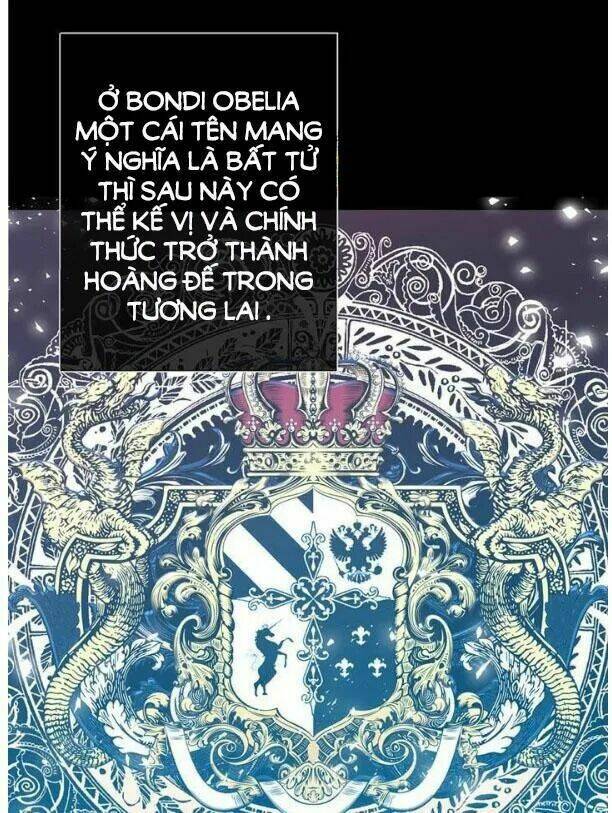 Ở BONDI OBELIA
MỘT CÁI TÊN MANG
Ý NGHĨA LÀ BẤT TỬ
THÌ SAU NÀY CÓ
THỂ KẾ VỊ VÀ CHÍNH
THỨC TRỞ THÀNH
HOÀNG ĐẾ TRONG
TƯƠNG LAI .